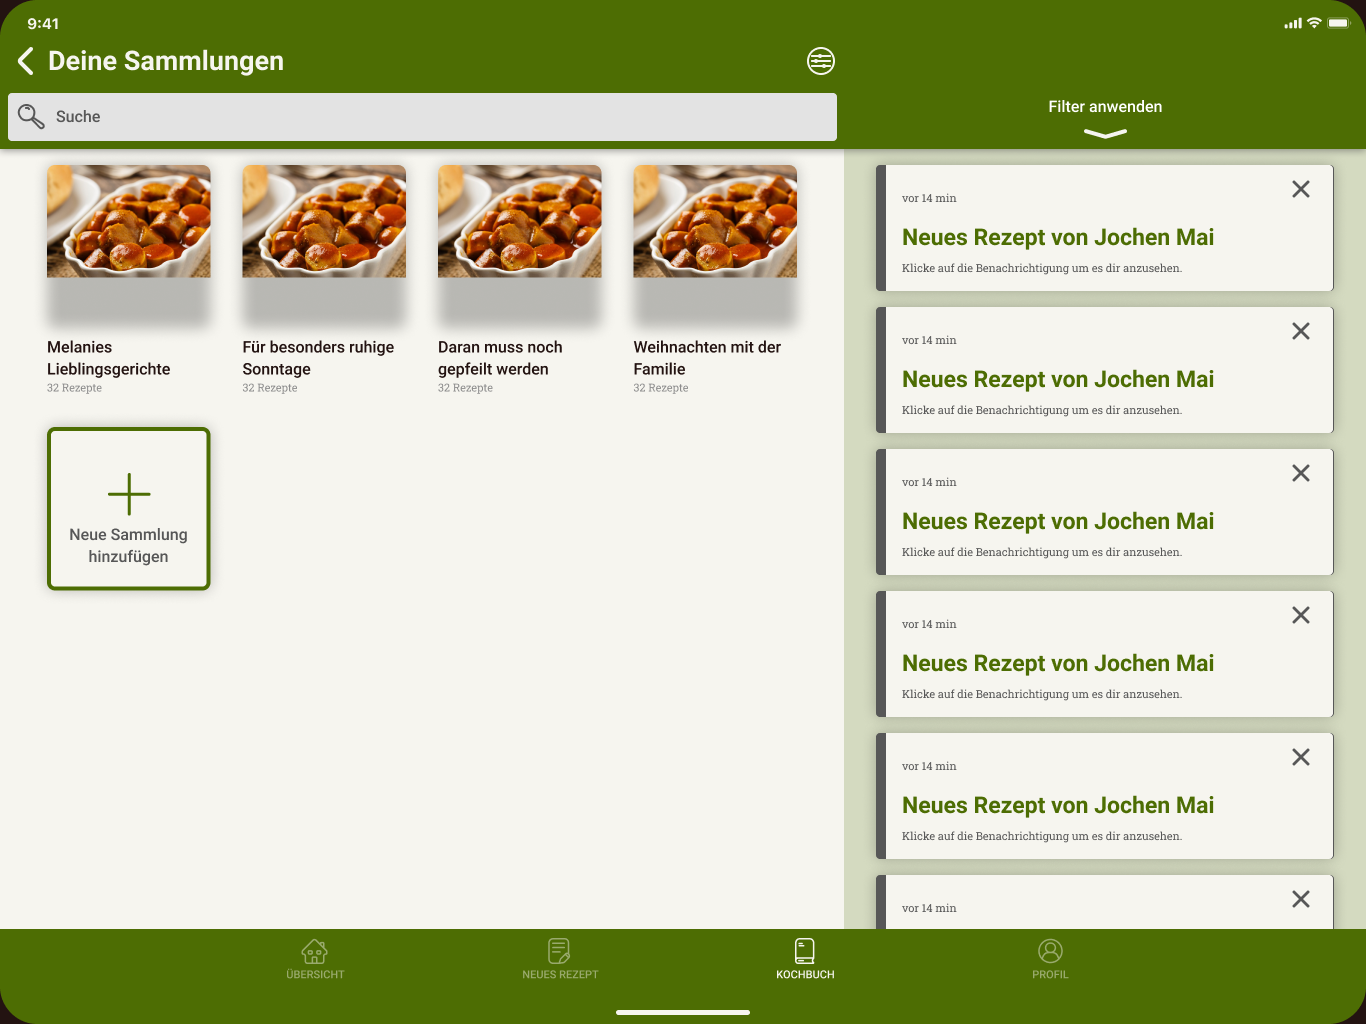 9:41
Deine Sammlungen
Suche
Filter anwenden
Melanies
Lieblingsgerichte
32 Rezepte
Für besonders ruhige
Sonntage
32 Rezepte
Daran muss noch
gepfeilt werden
32 Rezepte
Weihnachten mit der
Familie
32 Rezepte
Neue Sammlung
hinzufügen
vor 14 min
Neues Rezept von Jochen Mai
Klicke auf die Benachrichtigung um es dir anzusehen.
vor 14 min
Neues Rezept von Jochen Mai
Klicke auf die Benachrichtigung um es dir anzusehen.
vor 14 min
Neues Rezept von Jochen Mai
Klicke auf die Benachrichtigung um es dir anzusehen.
vor 14 min
Neues Rezept von Jochen Mai
Klicke auf die Benachrichtigung um es dir anzusehen.
vor 14 min
Neues Rezept von Jochen Mai
Klicke auf die Benachrichtigung um es dir anzusehen.
vor 14 min
ÜBERSICHT
NEUES REZEPT
KOCHBUCH
PROFIL